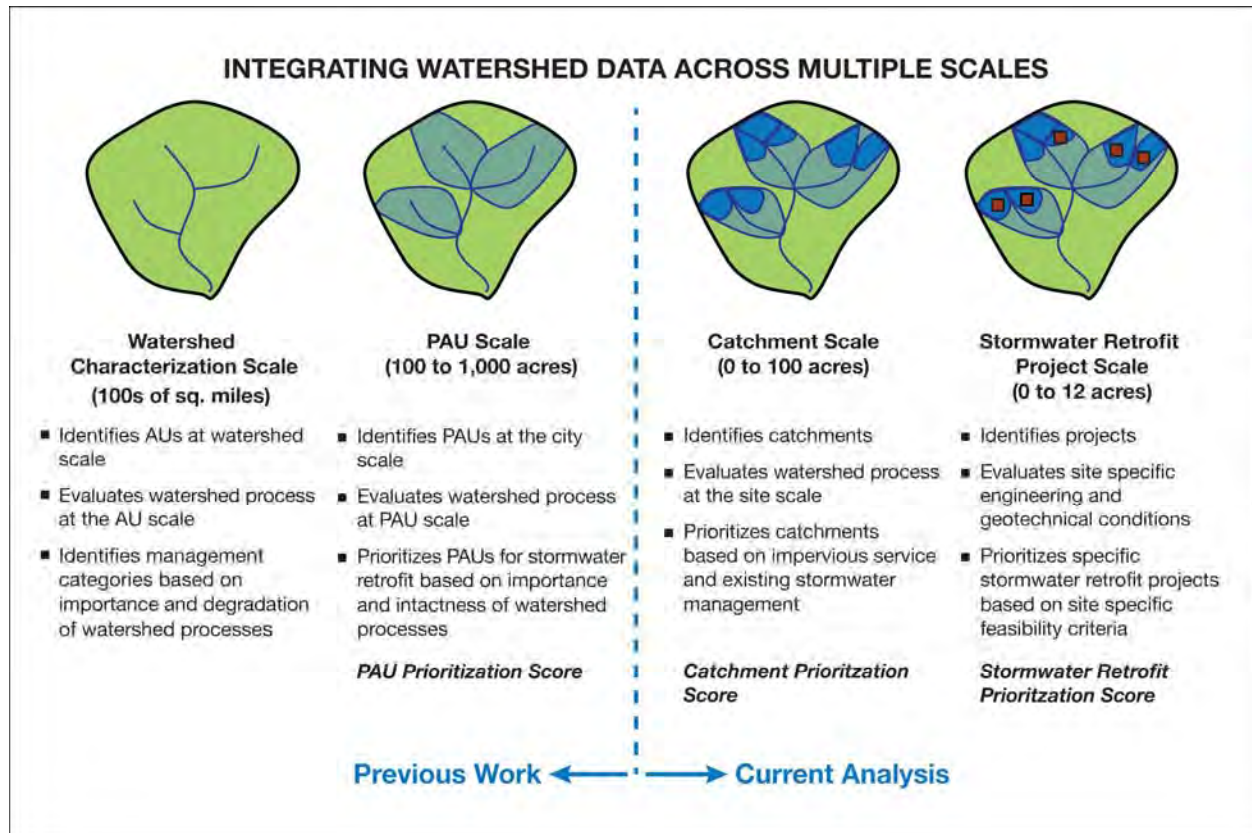 INTEGRATING WATERSHED DATA ACROSS MULTIPLE SCALES
Watershed
Characterization Scale
(100s of sq. miles)
■ Identifies AUs at watershed
scale
■ Evaluates watershed process
at the AU scale
■ Identifies management
categories based on
importance and degradation
of watershed processes
PAU Scale
(100 to 1,000 acres)
■ Identifies PAUs at the city
scale
■ Evaluates watershed process
at PAU scale
■ Prioritizes PAUs for stormwater
retrofit based on importance
and intactness of watershed
processes
PAU Prioritization Score
Catchment Scale
(0 to 100 acres)
■ Identifies catchments
■ Evaluates watershed process
at the site scale
■ Prioritizes catchments
based on impervious service
and existing stormwater
management
Catchment Prioritzation
Score
Stormwater Retrofit
Project Scale
(0 to 12 acres)
■ Identifies projects
■ Evaluates site specific
engineering and
geotechnical conditions
■ Prioritizes specific
stormwater retrofit projects
based on site specific
feasibility criteria
Stormwater Retrofit
Prioritzation Score
Previous Work
Current Analysis